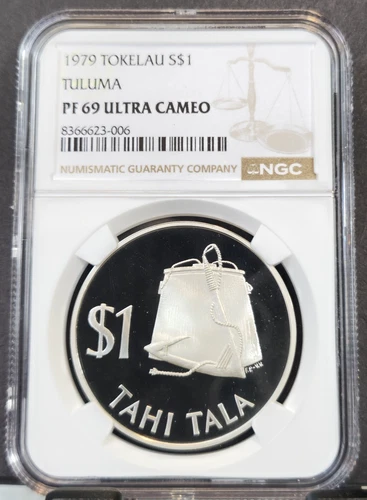 1979 TOKELAU S$1
TULUMA
PF 69 ULTRA CAMEO
8366623-006
NUMISMATIC GUARANTY COMPANY
NGC
$1
TAHI TALA